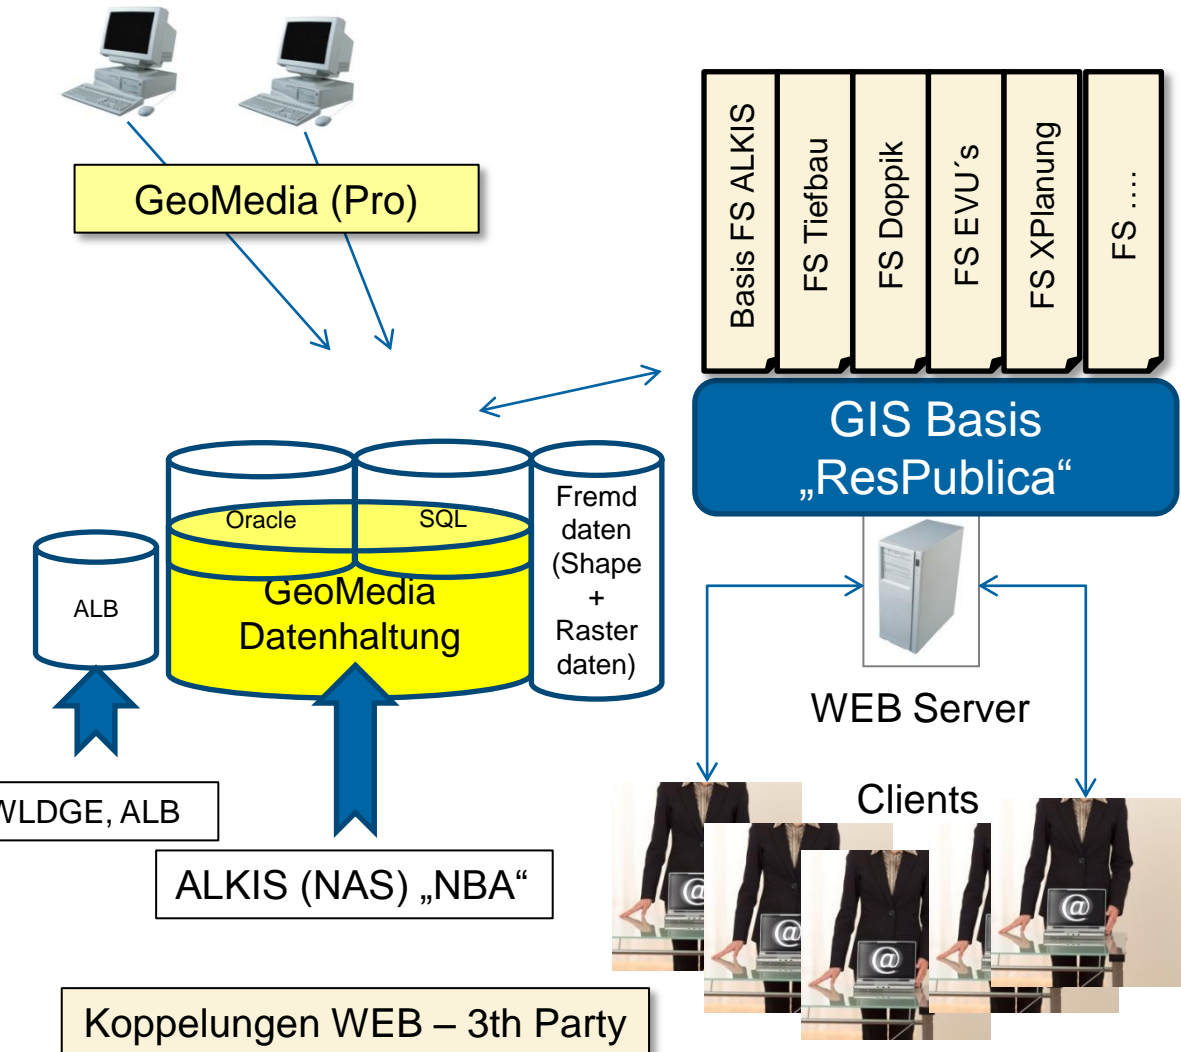 GeoMedia (Pro)
Basis FS ALKIS
FS Tiefbau
FS Doppik
FS EVU´s
FS XPlanung
FS ....
GIS Basis
„ResPublica“
Oracle
SQL
GeoMedia
Datenhaltung
Fremd
daten
(Shape
+
Raster
daten)
ALB
WEB Server
Clients
WLDGE, ALB
ALKIS (NAS) „NBA“
@
@
@
@
Koppelungen WEB – 3th Party